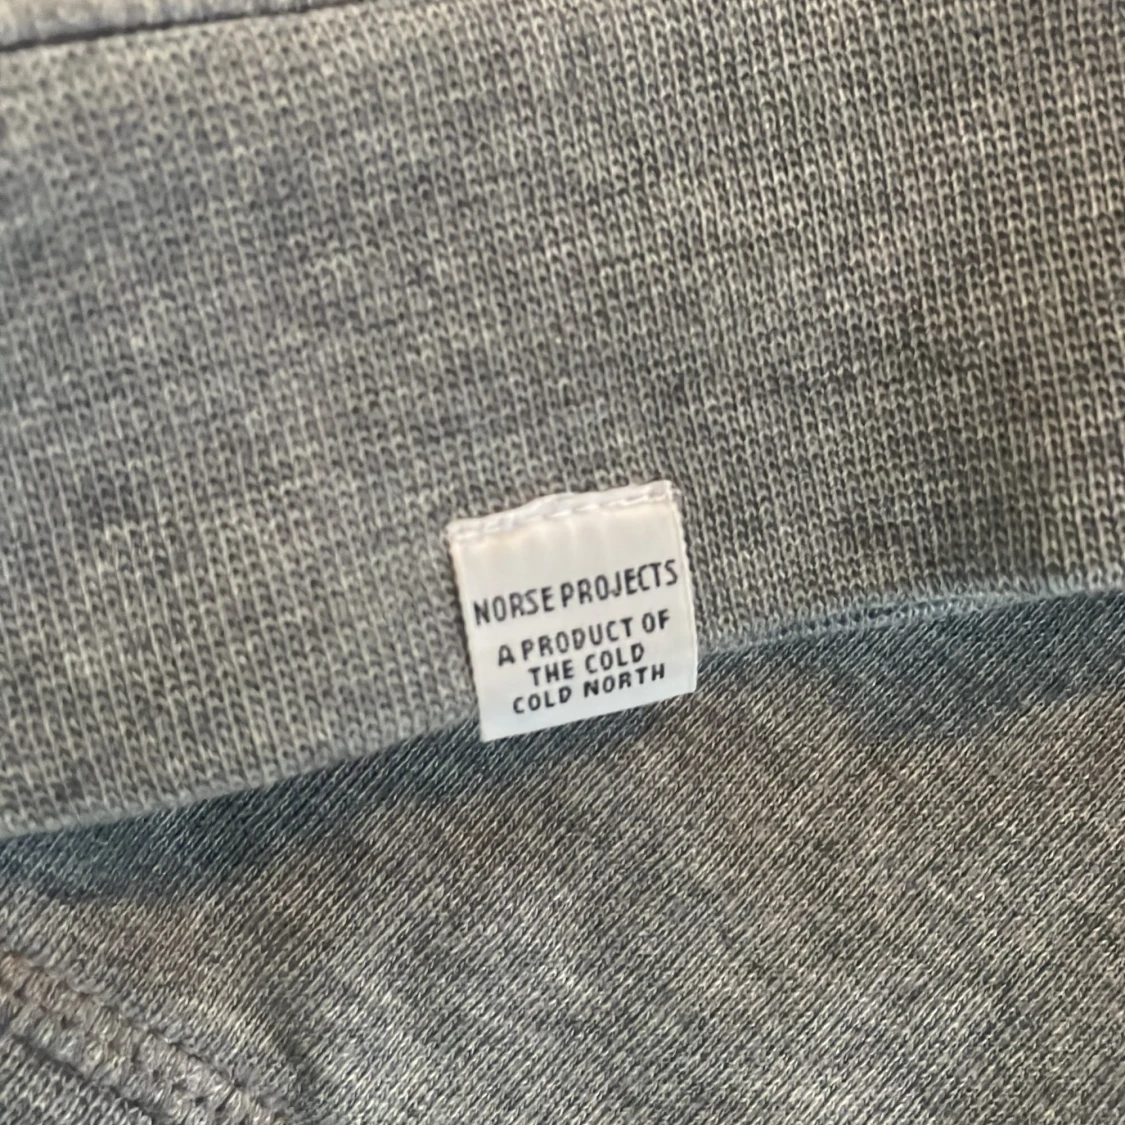 NORSE PROJECTS
A PRODUCT OF
THE COLD
COLD NORTH